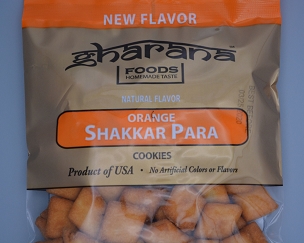 NEW FLAVOR
gharana
FOODS
HOMEMADE TASTE
NATURAL FLAVOR
ORANGE
SHAKKAR PARA
COOKIES
Product of USA • No Artificial Colors or Flavors